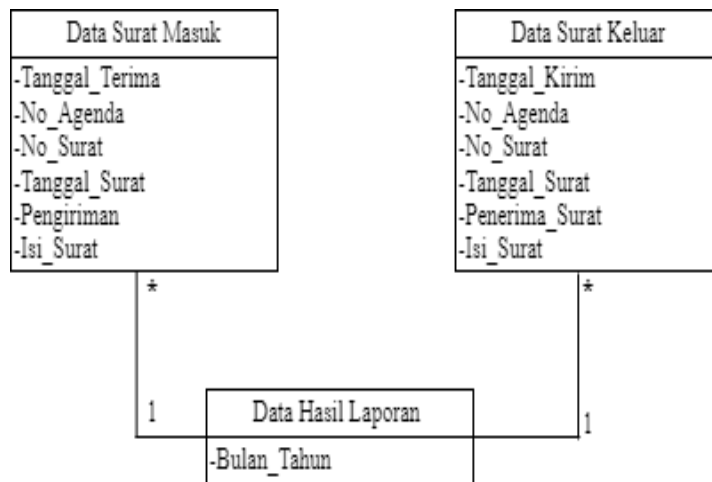 Data Surat Masuk
-Tanggal_Terima
-No_Agenda
-No_Surat
-Tanggal_Surat
-Pengiriman
-Isi_Surat
Data Surat Keluar
-Tanggal_Kirim
-No_Agenda
-No_Surat
-Tanggal_Surat
-Penerima_Surat
-Isi_Surat
*
*
1
1
Data Hasil Laporan
-Bulan_Tahun